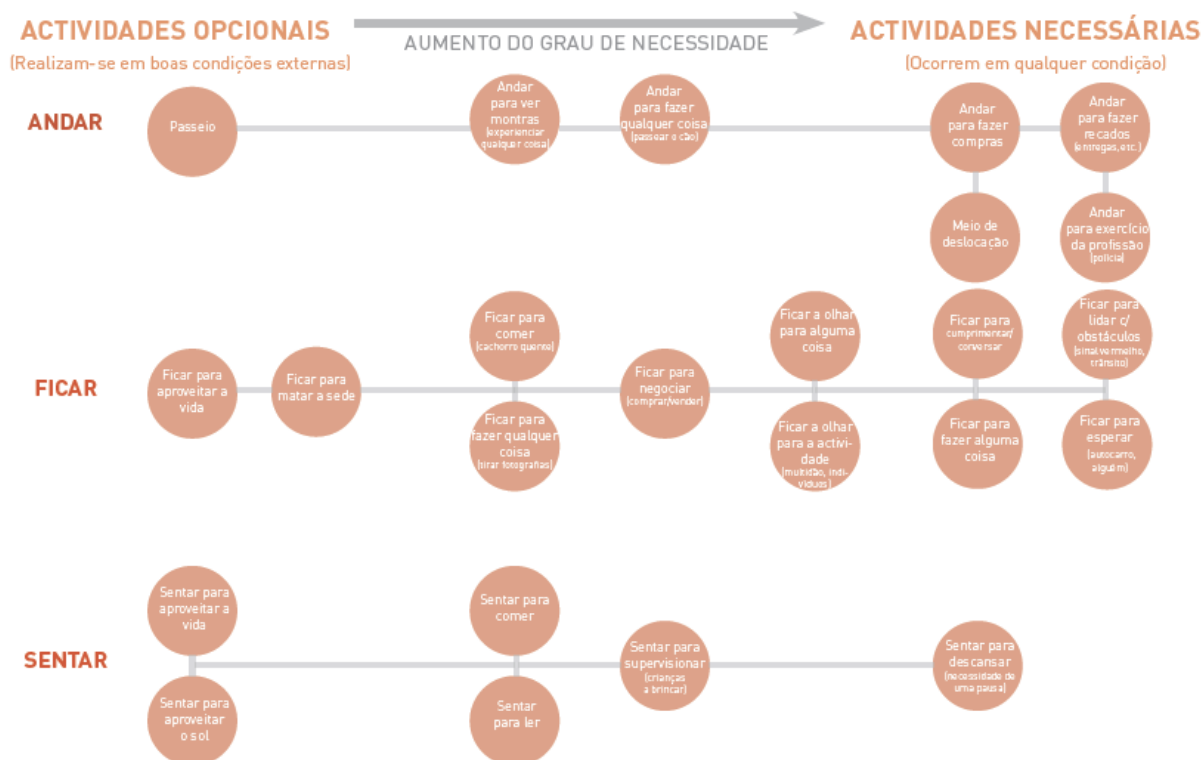 ACTIVIDADES OPCIONAIS
(Realizam-se em boas condições externas)
AUMENTO DO GRAU DE NECESSIDADE
ACTIVIDADES NECESSÁRIAS
(Ocorrem em qualquer condição)
ANDAR
Passeio
Andar
para ver
montras
(experienciar
qualquer coisa)
Andar
para fazer
qualquer coisa
(passear o cão)
Andar
para fazer
compras
Andar
para fazer
recados
(entregas, etc.)
Meio de
deslocação
Andar
para exercício
da profissão
(polícia)
FICAR
Ficar para
aproveitar a
vida
Ficar para
matar a sede
Ficar para
comer
(cachorro quente)
Ficar para
fazer qualquer
coisa
(tirar fotografias)
Ficar para
negociar
(comprar/vender)
Ficar a olhar
para alguma
coisa
Ficar a olhar
para a activi-
dade
(multidão, indi-
víduos)
Ficar para
cumprimentar/
conversar
Ficar para
fazer alguma
coisa
Ficar para
lidar c/
obstáculos
(sinal vermelho,
trânsito)
Ficar para
esperar
(autocarro,
alguém)
SENTAR
Sentar para
aproveitar a
vida
Sentar para
aproveitar
o sol
Sentar para
comer
Sentar
para ler
Sentar para
supervisionar
(crianças
a brincar)
Sentar para
descansar
(necessidade de
uma pausa)